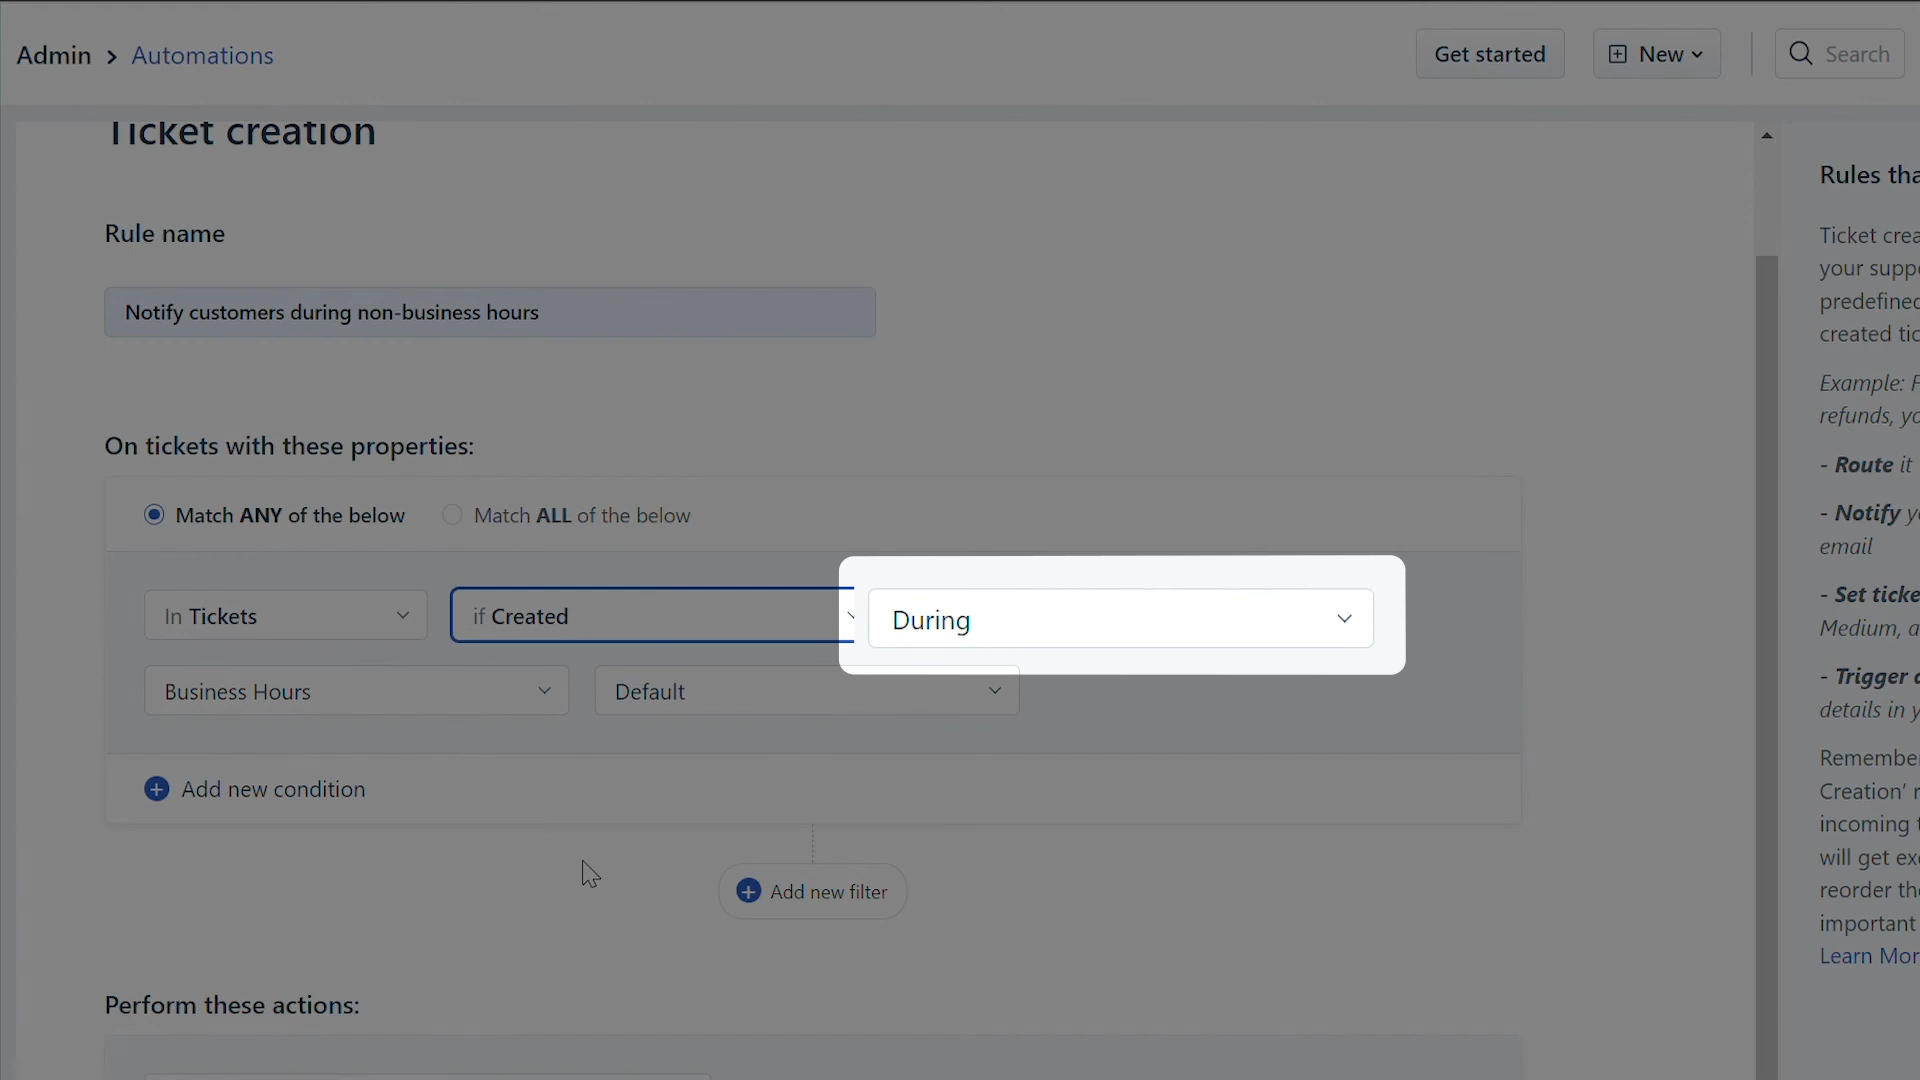 Admin > Automations
Get started
New
Search
Ticket creation
Rule name
Notify customers during non-business hours
On tickets with these properties:
Match ANY of the below
Match ALL of the below
In Tickets
if Created
During
Business Hours
Default
Add new condition
Add new filter
Perform these actions:
Rules tha
Ticket crea
your suppo
predefined
created tic
Example: F
refunds, yo
- Route it
- Notify yo
email
- Set ticke
Medium, a
- Trigger a
details in y
Remember
Creation’ r
incoming t
will get exe
reorder the
important
Learn Mor